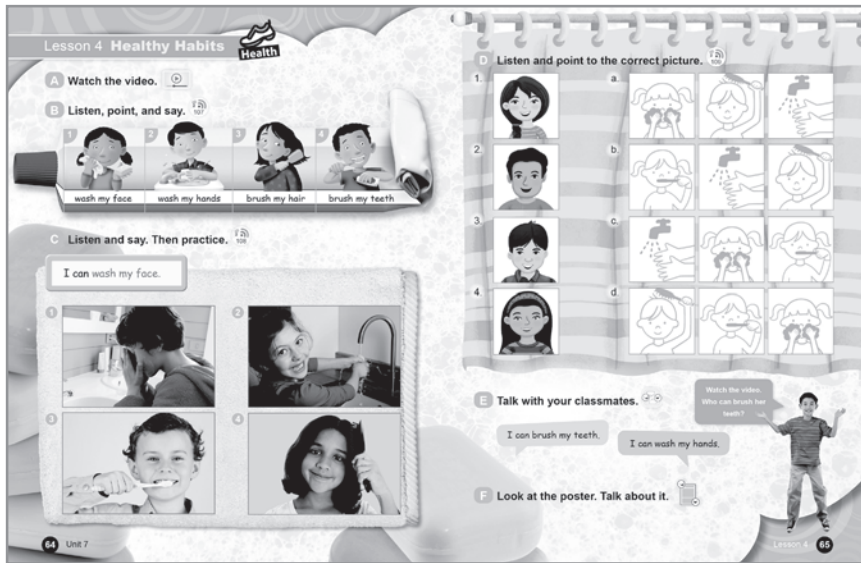 Lesson 4 Healthy Habits
Health
A Watch the video.
B Listen, point, and say. 107
1 2 3 4
wash my face wash my hands brush my hair brush my teeth
C Listen and say. Then practice. 108
I can wash my face.
1 2
3 4
64 Unit 7
D Listen and point to the correct picture. 109
1. a.
2. b.
3. c.
4. d.
E Talk with your classmates.
Watch the video.
Who can brush her
teeth?
I can brush my teeth.
I can wash my hands.
F Look at the poster. Talk about it.
Lesson 4 65